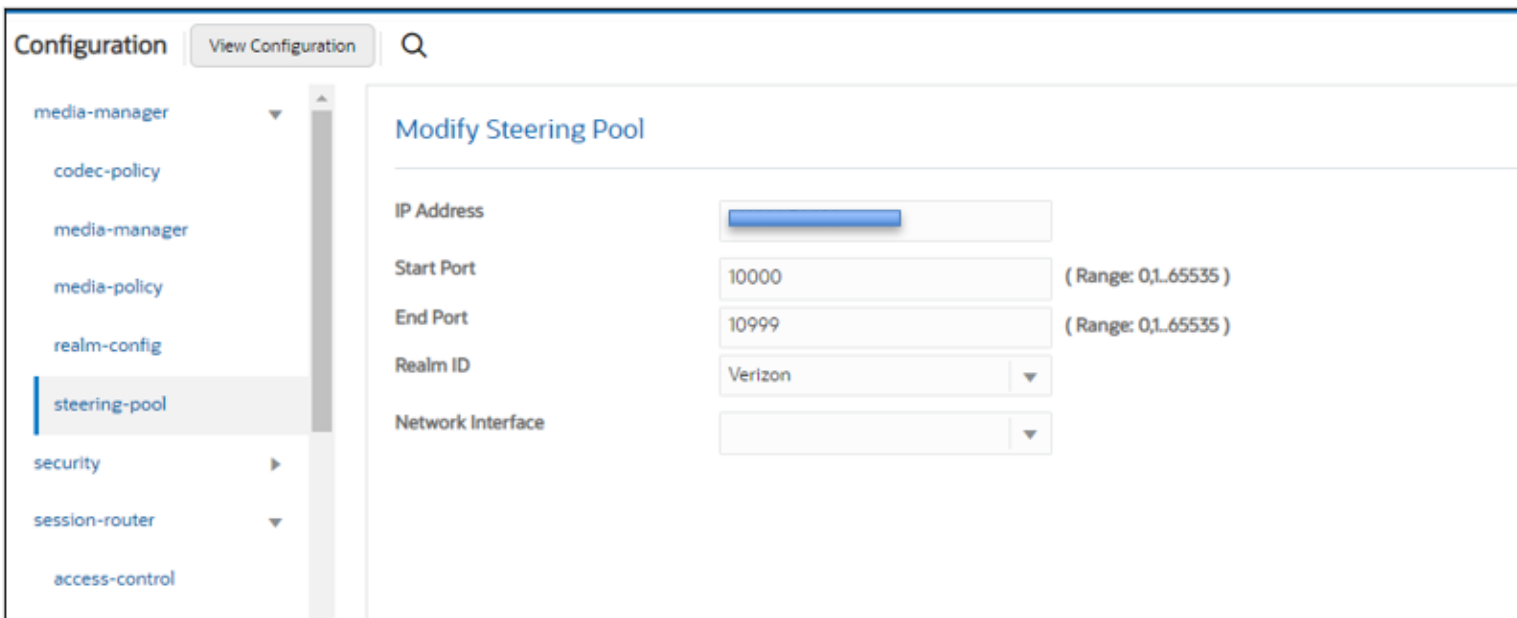 Configuration
View Configuration
media-manager
codec-policy
media-manager
media-policy
realm-config
steering-pool
security
session-router
access-control
Modify Steering Pool
IP Address
Start Port
10000
( Range: 0,1..65535 )
End Port
10999
( Range: 0,1..65535 )
Realm ID
Verizon
Network Interface